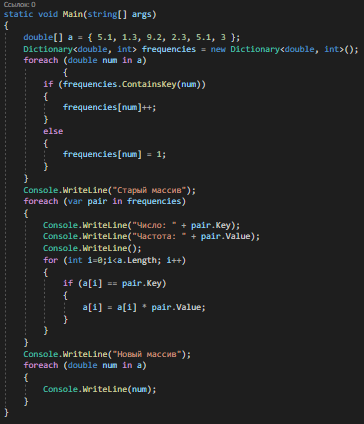 Ссылок: 0
static void Main(string[] args)
{
double[] a = { 5.1, 1.3, 9.2, 2.3, 5.1, 3 };
Dictionary<double, int> frequencies = new Dictionary<double, int>();
foreach (double num in a)
{
if (frequencies.ContainsKey(num))
{
frequencies[num]++;
}
else
{
frequencies[num] = 1;
}
}
Console.WriteLine("Старый массив");
foreach (var pair in frequencies)
{
Console.WriteLine("Число: " + pair.Key);
Console.WriteLine("Частота: " + pair.Value);
Console.WriteLine();
for (int i=0;i<a.Length; i++)
{
if (a[i] == pair.Key)
{
a[i] = a[i] * pair.Value;
}
}
}
Console.WriteLine("Новый массив");
foreach (double num in a)
{
Console.WriteLine(num);
}
}